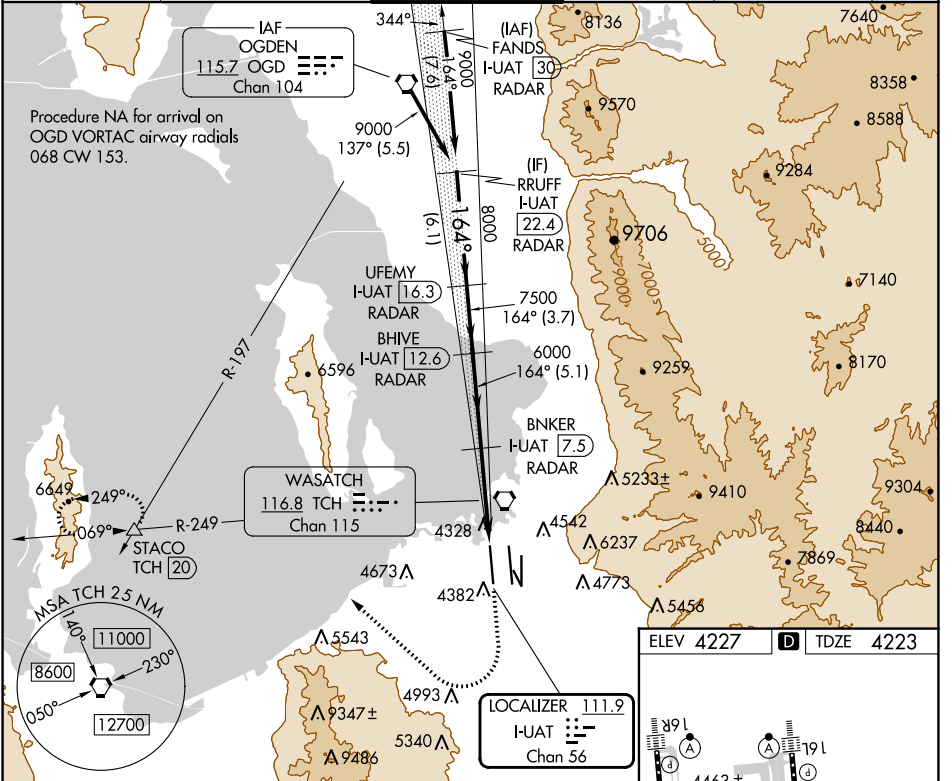 IAF
OGDEN
115.7 OGD
Chan 104
Procedure NA for arrival on
OGD VORTAC airway radials
068 CW 153.
344°
9000
164°
(7.6)
(IAF)
FANDS
I-UAT 30
RADAR
8136
7640
8358
9570
8588
9284
9000
137° (5.5)
(IF)
RRUFF
I-UAT
22.4
RADAR
164°
8000
(6.1)
9706
5000
9000
7000
7140
UFEMY
I-UAT 16.3
RADAR
7500
164° (3.7)
BHIVE
I-UAT 12.6
RADAR
6000
164° (5.1)
R-197
6596
9259
8170
BNKER
I-UAT 7.5
RADAR
WASATCH
116.8 TCH
Chan 115
5233±
9410
9304
6649
249°
069°
R-249
STACO
TCH 20
4328
4542
6237
8440
7869
4673
4382
4773
5456
MSA TCH 25 NM
140°
11000
230°
8600
050°
12700
5543
4993
9347±
5340
9486
LOCALIZER 111.9
I-UAT
Chan 56
ELEV 4227 D TDZE 4223
16R
A
A
16L
P
P
4463±